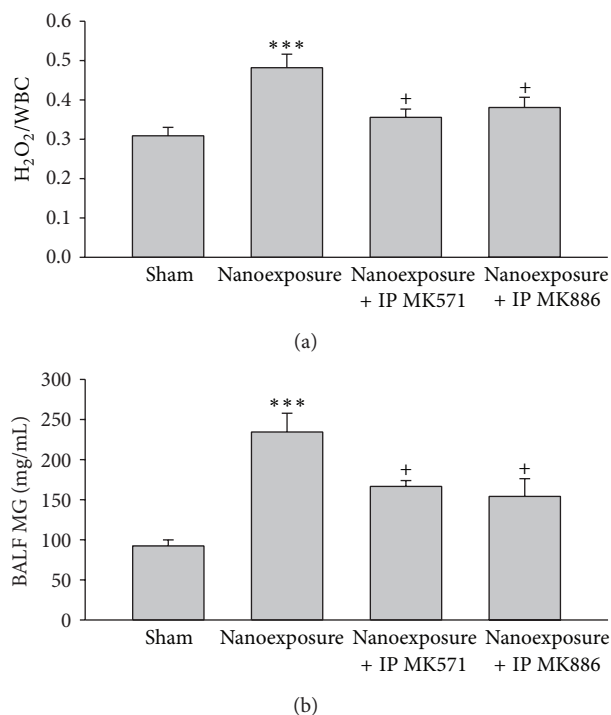 0.6
0.5
0.4
0.3
0.2
0.1
0.0
H₂O₂/WBC
***
+
+
Sham
Nanoexposure
Nanoexposure
+ IP MK571
Nanoexposure
+ IP MK886
(a)
300
250
200
150
100
50
0
BALF MG (mg/mL)
***
+
+
Sham
Nanoexposure
Nanoexposure
+ IP MK571
Nanoexposure
+ IP MK886
(b)